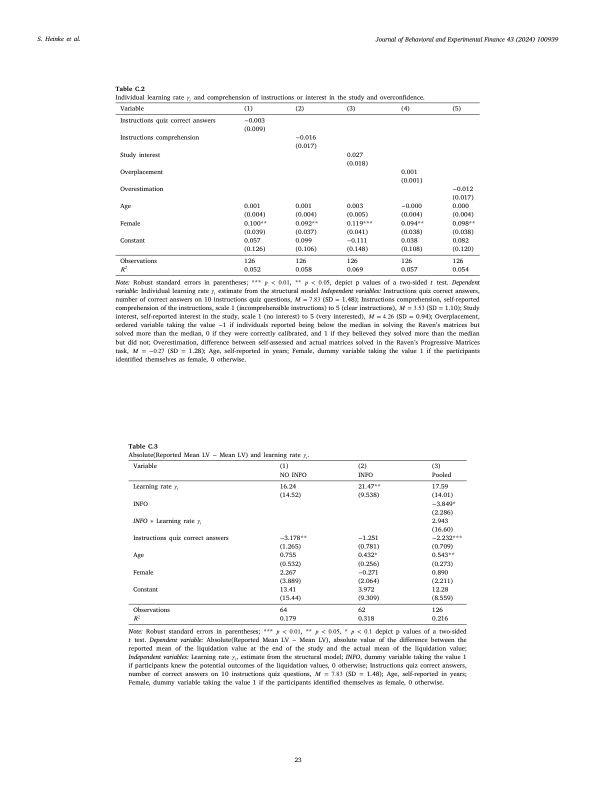 S. Heinke et al.
Journal of Behavioral and Experimental Finance 43 (2024) 100939
Table C.2
Individual learning rate γᵢ and comprehension of instructions or interest in the study and overconfidence.
Variable (1) (2) (3) (4) (5)
Instructions quiz correct answers −0.003
(0.009)
Instructions comprehension −0.016
(0.017)
Study interest 0.027
(0.018)
Overplacement 0.001
(0.001)
Overestimation −0.012
(0.017)
Age 0.001 0.001 0.003 −0.000 0.000
(0.004) (0.004) (0.005) (0.004) (0.004)
Female 0.100** 0.092** 0.119*** 0.094** 0.098**
(0.039) (0.037) (0.041) (0.038) (0.038)
Constant 0.057 0.099 −0.111 0.038 0.082
(0.126) (0.106) (0.148) (0.108) (0.120)
Observations 126 126 126 126 126
R² 0.052 0.058 0.069 0.057 0.054
Note: Robust standard errors in parentheses; *** p < 0.01, ** p < 0.05, depict p values of a two-sided t test. Dependent
variable: Individual learning rate γᵢ estimate from the structural model Independent variables: Instructions quiz correct answers,
number of correct answers on 10 instructions quiz questions, M = 7.83 (SD = 1.48); Instructions comprehension, self-reported
comprehension of the instructions, scale 1 (incomprehensible instructions) to 5 (clear instructions), M = 3.53 (SD = 1.10); Study
interest, self-reported interest in the study, scale 1 (no interest) to 5 (very interested), M = 4.26 (SD = 0.94); Overplacement,
ordered variable taking the value −1 if individuals reported being below the median in solving the Raven's matrices but
solved more than the median, 0 if they were correctly calibrated, and 1 if they believed they solved more than the median
but did not; Overestimation, difference between self-assessed and actual matrices solved in the Raven's Progressive Matrices
task, M = −0.27 (SD = 1.28); Age, self-reported in years; Female, dummy variable taking the value 1 if the participants
identified themselves as female, 0 otherwise.
Table C.3
Absolute(Reported Mean LV − Mean LV) and learning rate γᵢ.
Variable (1) (2) (3)
NO INFO INFO Pooled
Learning rate γᵢ 16.24 21.47** 17.59
(14.52) (9.538) (14.01)
INFO −3.849*
(2.286)
INFO × Learning rate γᵢ 2.943
(16.60)
Instructions quiz correct answers −3.178** −1.251 −2.232***
(1.265) (0.781) (0.709)
Age 0.755 0.432* 0.543**
(0.532) (0.256) (0.273)
Female 2.267 −0.271 0.890
(3.889) (2.064) (2.211)
Constant 13.41 3.972 12.28
(15.44) (9.309) (8.559)
Observations 64 62 126
R² 0.179 0.318 0.216
Note: Robust standard errors in parentheses; *** p < 0.01, ** p < 0.05, * p < 0.1 depict p values of a two-sided
t test. Dependent variable: Absolute(Reported Mean LV − Mean LV), absolute value of the difference between the
reported mean of the liquidation value at the end of the study and the actual mean of the liquidation value;
Independent variables: Learning rate γᵢ, estimate from the structural model; INFO, dummy variable taking the value 1
if participants knew the potential outcomes of the liquidation values, 0 otherwise; Instructions quiz correct answers,
number of correct answers on 10 instructions quiz questions, M = 7.83 (SD = 1.48); Age, self-reported in years;
Female, dummy variable taking the value 1 if the participants identified themselves as female, 0 otherwise.
23